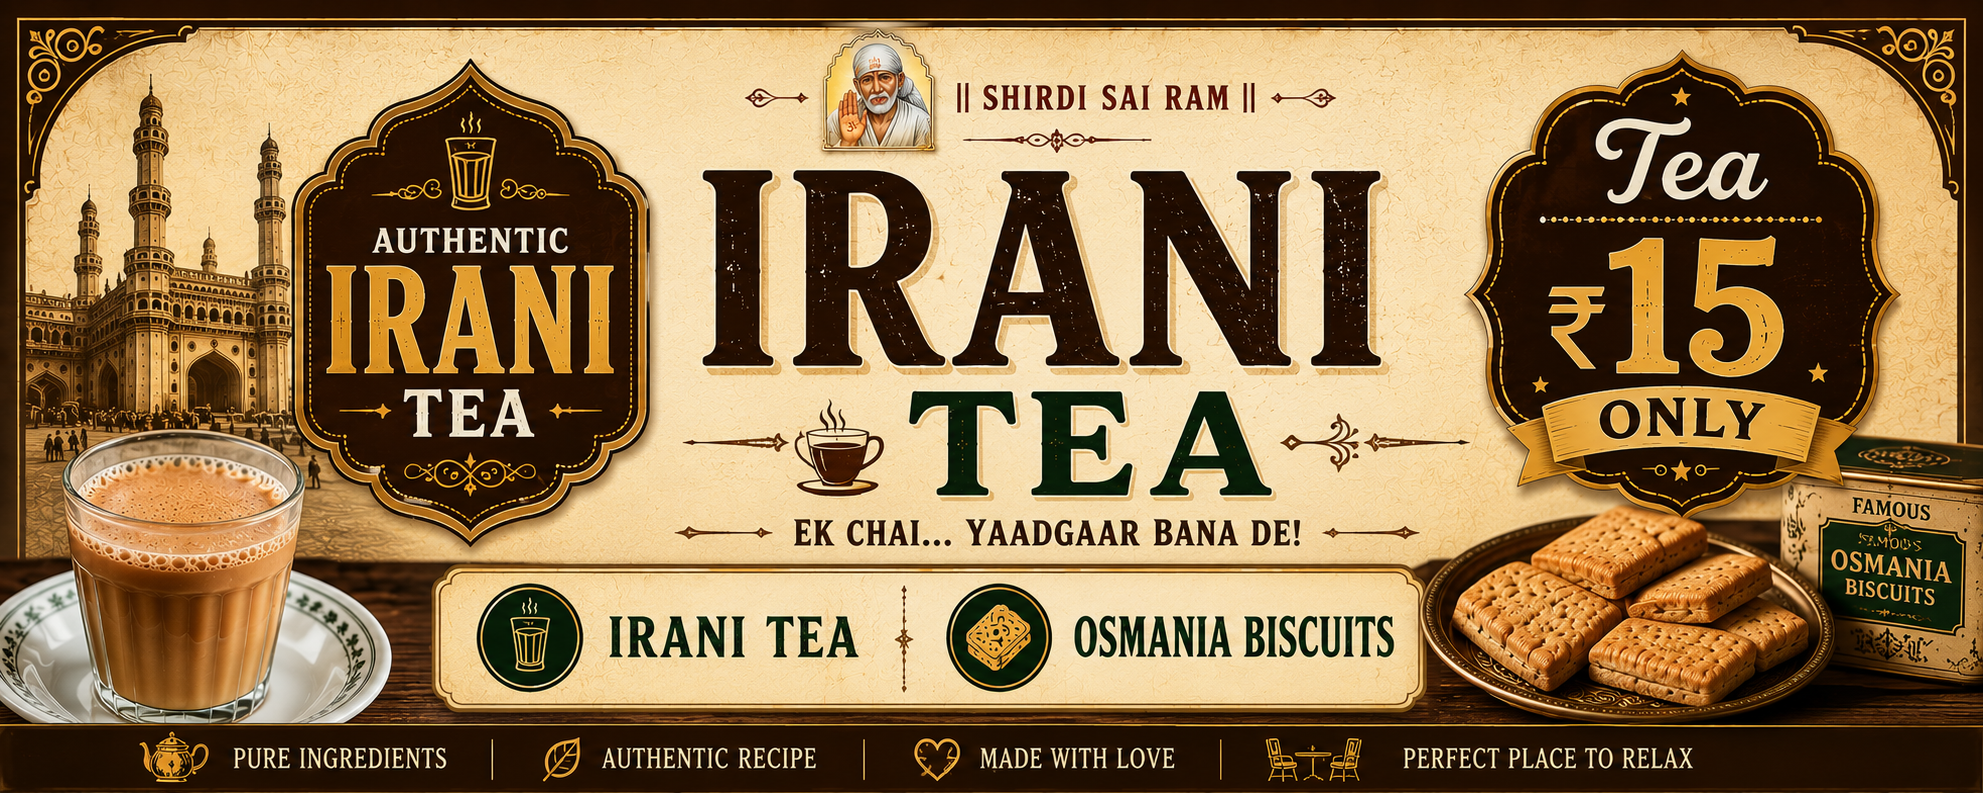 || SHIRDI SAI RAM ||
AUTHENTIC
IRANI
TEA
IRANI
TEA
EK CHAI... YAADGAAR BANA DE!
Tea
₹15
ONLY
IRANI TEA
OSMANIA BISCUITS
FAMOUS
FAMOUS
OSMANIA
BISCUITS
PURE INGREDIENTS
AUTHENTIC RECIPE
MADE WITH LOVE
PERFECT PLACE TO RELAX